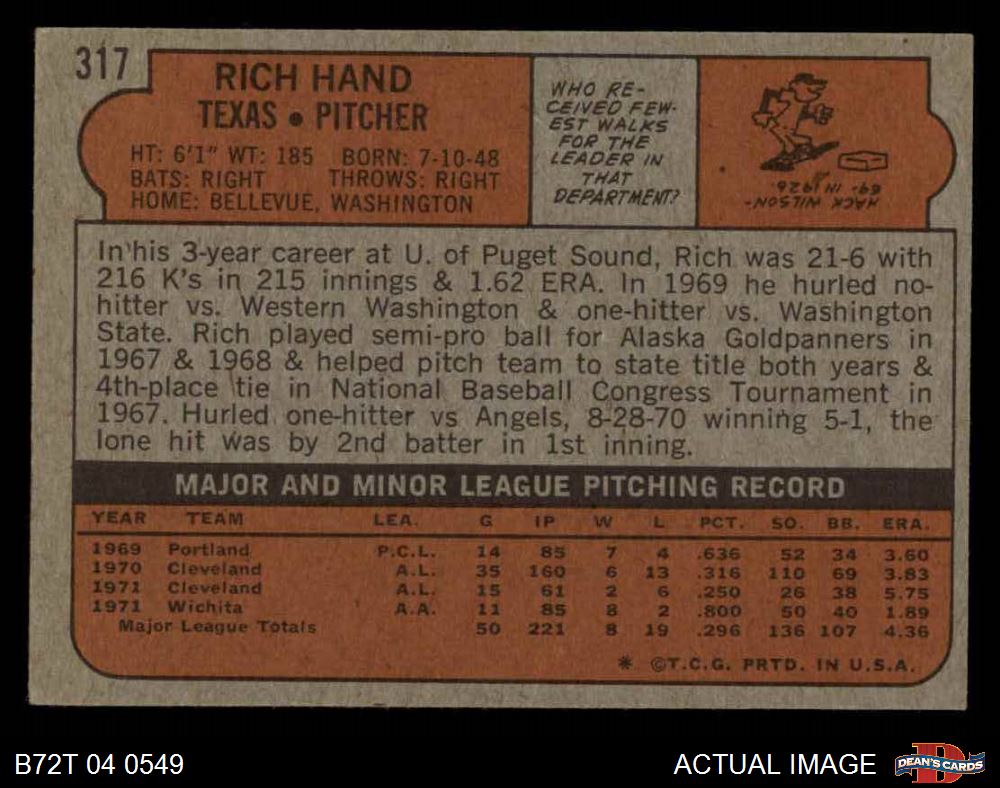 317
RICH HAND
TEXAS • PITCHER
HT: 6'1" WT: 185 BORN: 7-10-48
BATS: RIGHT THROWS: RIGHT
HOME: BELLEVUE, WASHINGTON
WHO RE-
CEIVED FEW-
EST WALKS
FOR THE
LEADER IN
THAT
DEPARTMENT?
HACK WILSON-
69, IN 1926.
In his 3-year career at U. of Puget Sound, Rich was 21-6 with
216 K's in 215 innings & 1.62 ERA. In 1969 he hurled no-
hitter vs. Western Washington & one-hitter vs. Washington
State. Rich played semi-pro ball for Alaska Goldpanners in
1967 & 1968 & helped pitch team to state title both years &
4th-place tie in National Baseball Congress Tournament in
1967. Hurled one-hitter vs Angels, 8-28-70 winning 5-1, the
lone hit was by 2nd batter in 1st inning.
MAJOR AND MINOR LEAGUE PITCHING RECORD
YEAR TEAM LEA. G IP W L PCT. SO. BB. ERA.
1969 Portland P.C.L. 14 85 7 4 .636 52 34 3.60
1970 Cleveland A.L. 35 160 6 13 .316 110 69 3.83
1971 Cleveland A.L. 15 61 2 6 .250 26 38 5.75
1971 Wichita A.A. 11 85 8 2 .800 50 40 1.89
Major League Totals 50 221 8 19 .296 136 107 4.36
* ©T.C.G. PRTD. IN U.S.A.
B72T 04 0549
ACTUAL IMAGE
D
DEAN'S CARDS